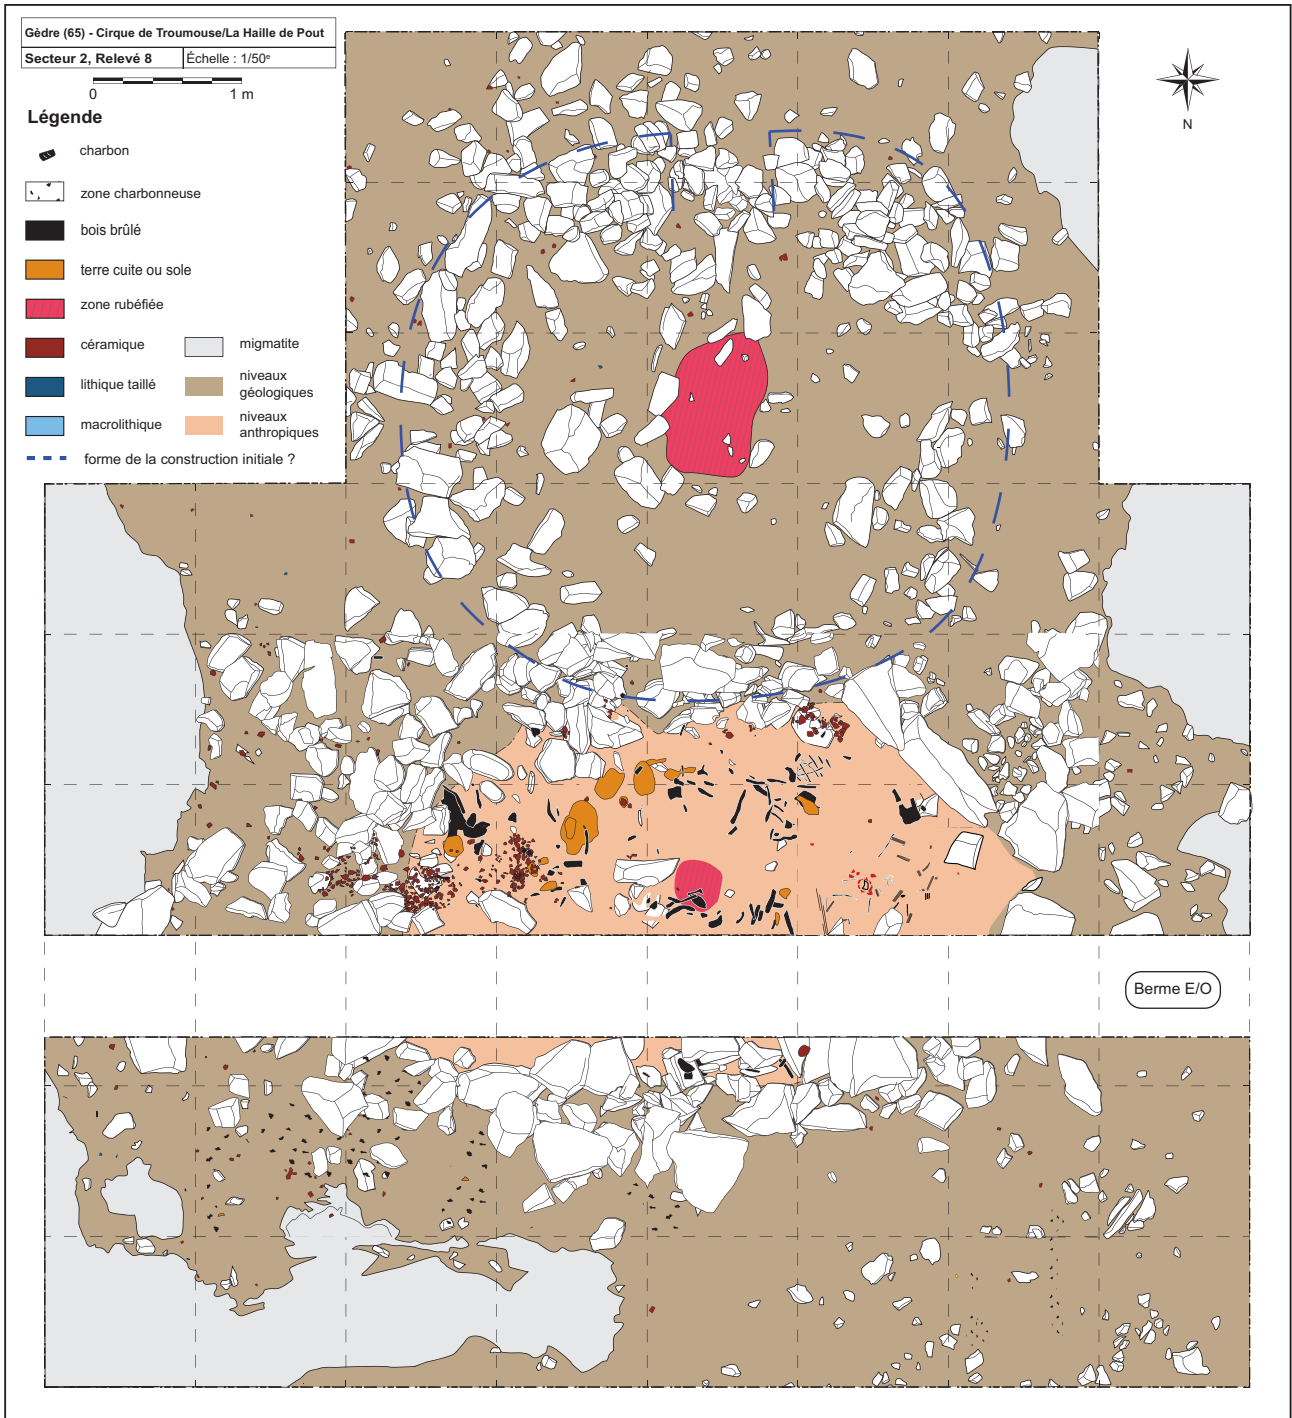 Gèdre (65) - Cirque de Troumouse/La Haille de Pout
Secteur 2, Relevé 8
Échelle : 1/50e
0
1 m
Légende
charbon
zone charbonneuse
bois brûlé
terre cuite ou sole
zone rubéfiée
céramique
lithique taillé
macrolithique
migmatite
niveaux
géologiques
niveaux
anthropiques
forme de la construction initiale ?
N
Berme E/O